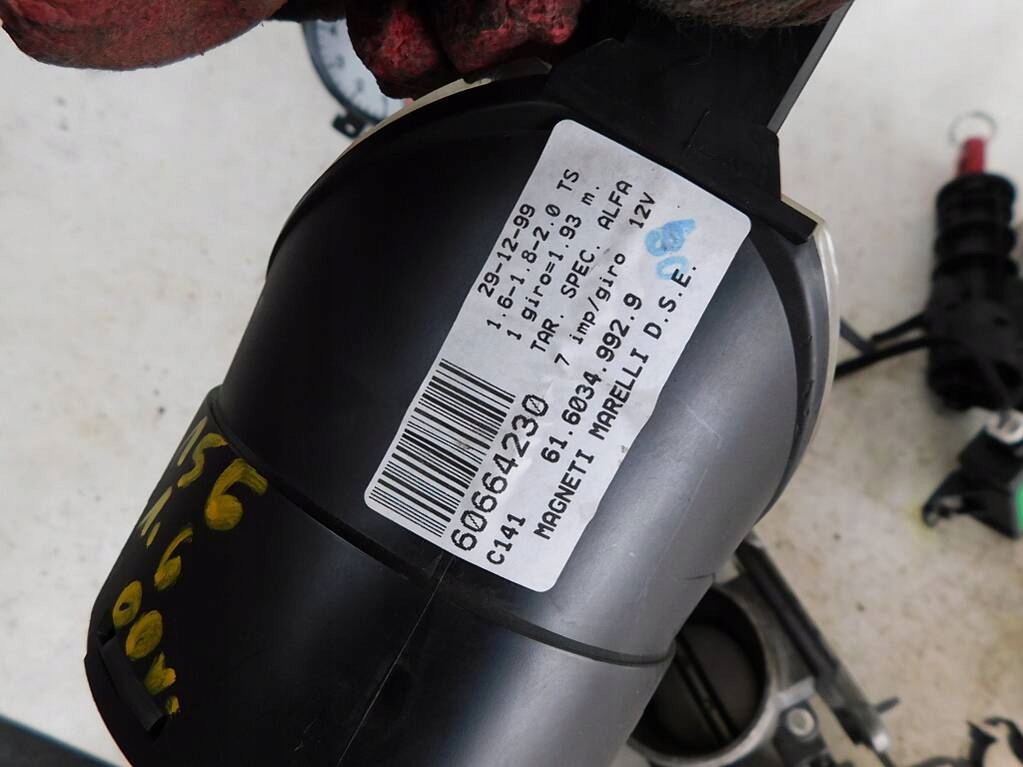 29-12-99
1.6-1.8-2.0 TS
1 giro=1.93 m.
TAR. SPEC. ALFA
7 imp/giro 12V
60664230
C141 61.6034.992.9
MAGNETI MARELLI D.S.E.
156
1,6
00r.